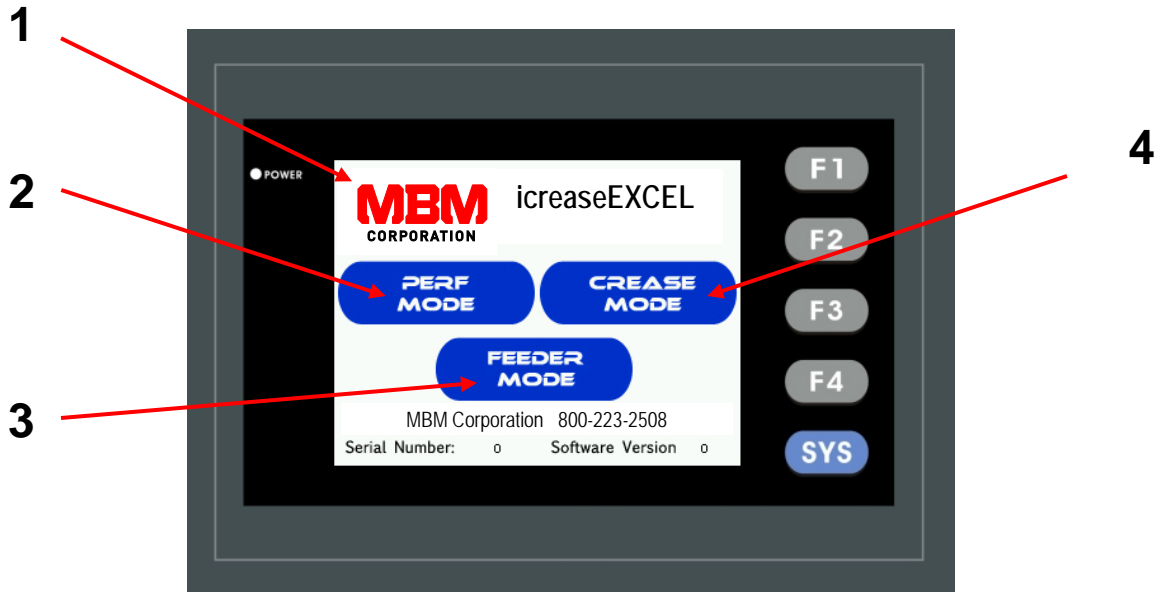 1
2
3
4
POWER
MBM
CORPORATION
icreaseEXCEL
PERF
MODE
CREASE
MODE
FEEDER
MODE
MBM Corporation 800-223-2508
Serial Number: 0 Software Version 0
F1
F2
F3
F4
SYS